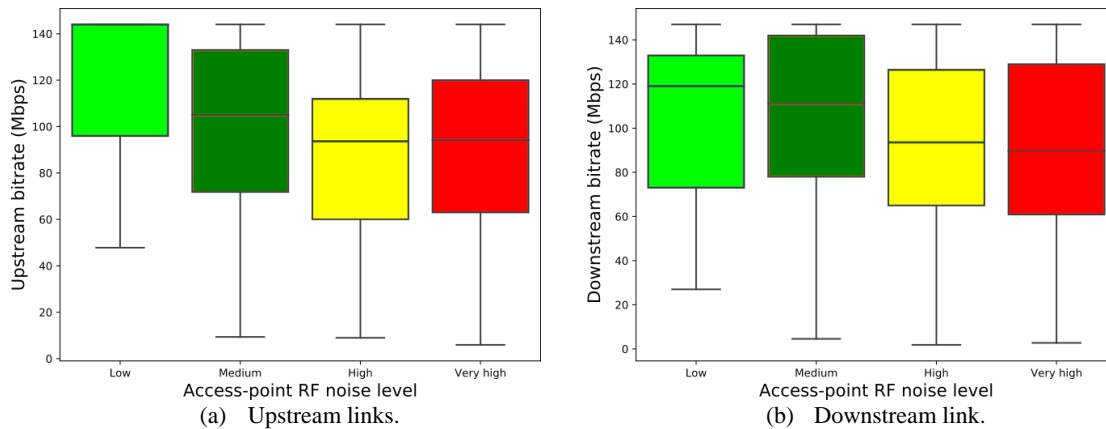 140
120
100
80
60
40
20
0
Upstream bitrate (Mbps)
Low Medium High Very high
Access-point RF noise level
(a) Upstream links.
140
120
100
80
60
40
20
0
Downstream bitrate (Mbps)
Low Medium High Very high
Access-point RF noise level
(b) Downstream link.